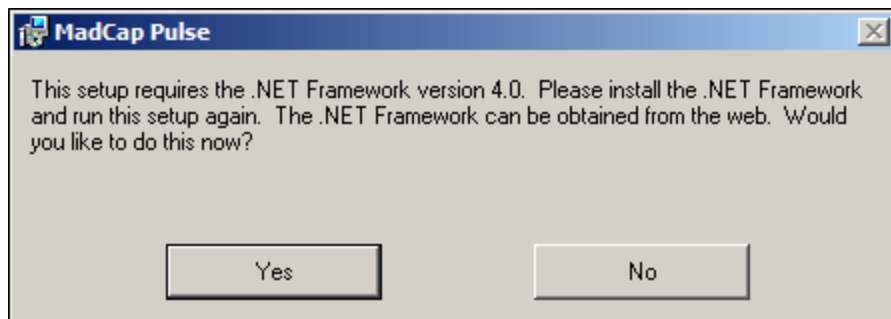 MadCap Pulse
This setup requires the .NET Framework version 4.0.  Please install the .NET Framework
and run this setup again.  The .NET Framework can be obtained from the web.  Would
you like to do this now?
Yes
No